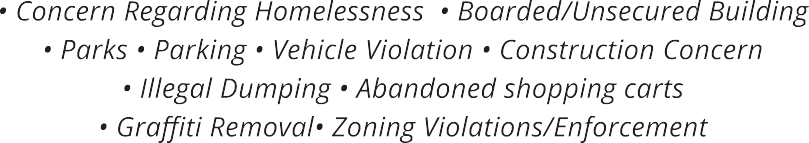 • Concern Regarding Homelessness • Boarded/Unsecured Building
• Parks • Parking • Vehicle Violation • Construction Concern
• Illegal Dumping • Abandoned shopping carts
• Graffiti Removal• Zoning Violations/Enforcement